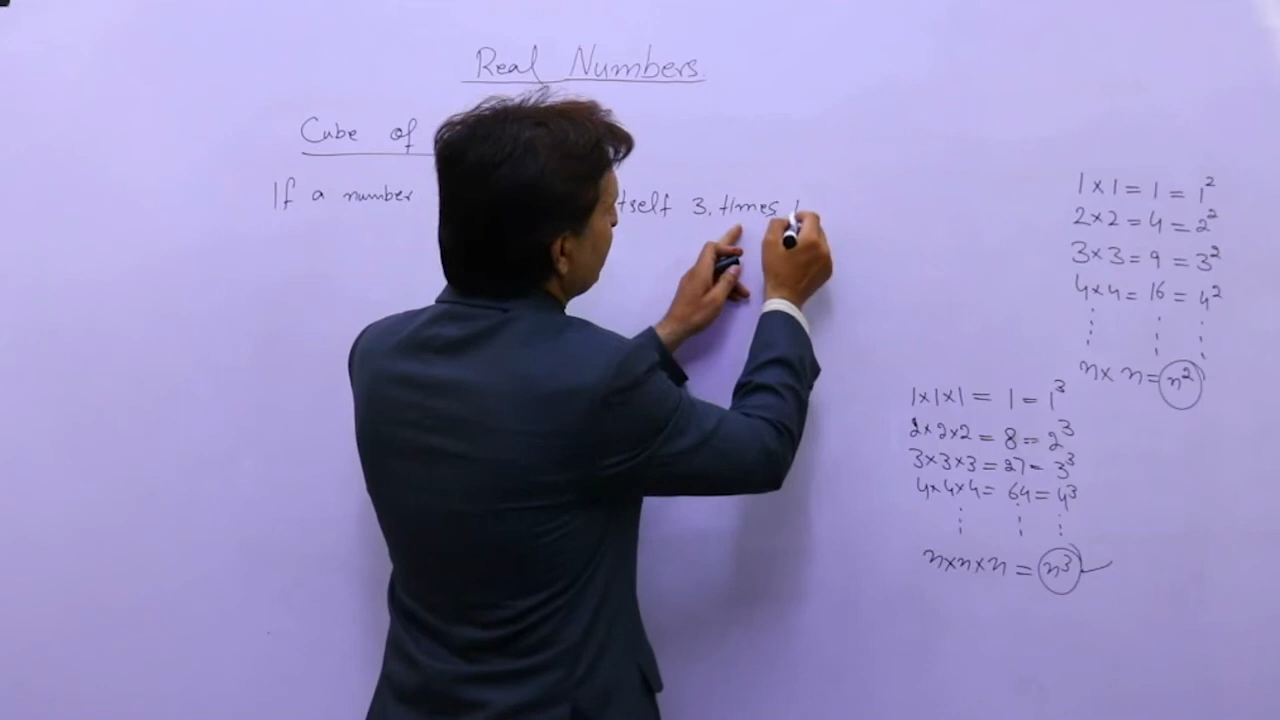 Real Numbers
Cube of
If a number tself 3 times
1 x 1 = 1 = 1²
2 x 2 = 4 = 2²
3 x 3 = 9 = 3²
4 x 4 = 16 = 4²
n x n = n²
1 x 1 x 1 = 1 = 1³
2 x 2 x 2 = 8 = 2³
3 x 3 x 3 = 27 = 3³
4 x 4 x 4 = 64 = 4³
n x n x n = n³